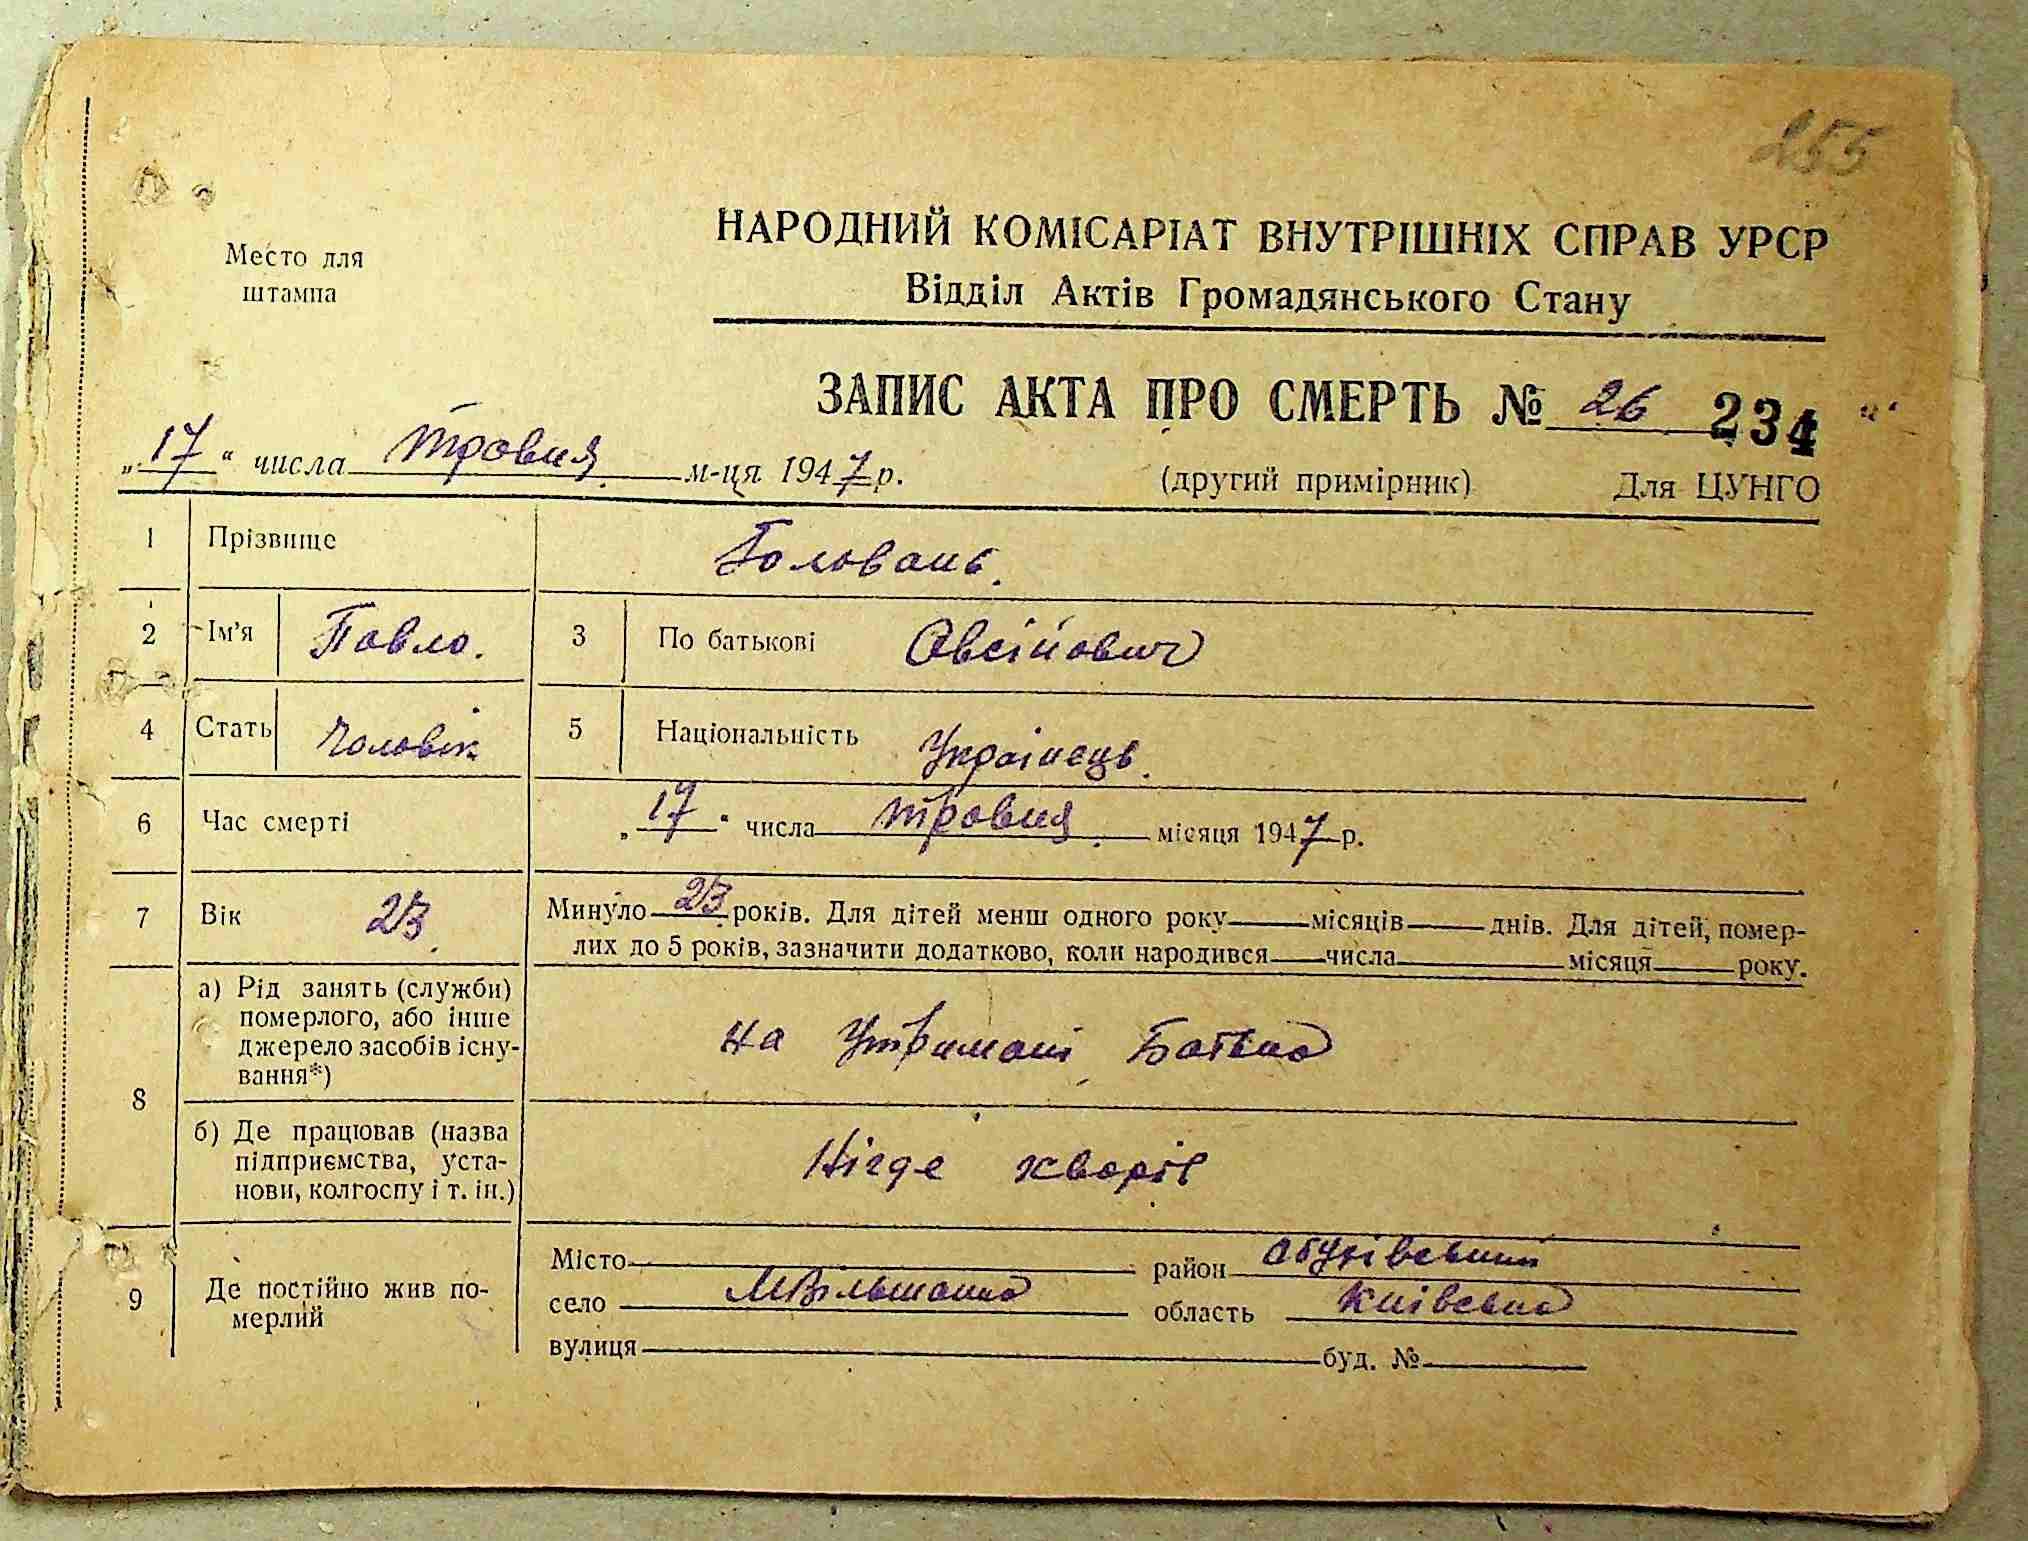 255
Место для
штампа
НАРОДНИЙ КОМІСАРІАТ ВНУТРІШНІХ СПРАВ УРСР
Відділ Актів Громадянського Стану
ЗАПИС АКТА ПРО СМЕРТЬ № 26 234
„17“ числа травня м-ця 1947 р.
(другий примірник) Для ЦУНГО
1 Прізвище Головань.
2 Ім'я Павло. 3 По батькові Овсійович
4 Стать Чоловік 5 Національність Українець.
6 Час смерті „17“ числа травня місяця 1947 р.
7 Вік 23. Минуло 23 років. Для дітей менш одного року місяців днів. Для дітей, помер-
лих до 5 років, зазначити додатково, коли народився числа місяця року.
8 а) Рід занять (служби)
померлого, або інше
джерело засобів існу-
вання*)
на Утримані Батька
б) Де працював (назва
підприємства, уста-
нови, колгоспу і т. ін.)
Нігде хворів
9 Де постійно жив по-
мерлий
Місто район Обухівський
село МВільшанка область Київська
вулиця буд. №